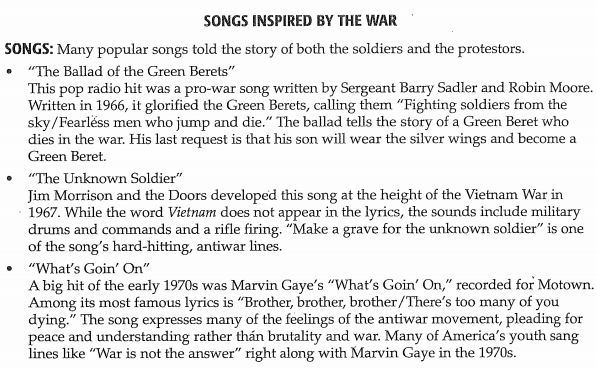 SONGS INSPIRED BY THE WAR
SONGS: Many popular songs told the story of both the soldiers and the protestors.
• “The Ballad of the Green Berets”
This pop radio hit was a pro-war song written by Sergeant Barry Sadler and Robin Moore.
Written in 1966, it glorified the Green Berets, calling them “Fighting soldiers from the
sky/Fearless men who jump and die.” The ballad tells the story of a Green Beret who
dies in the war. His last request is that his son will wear the silver wings and become a
Green Beret.
• “The Unknown Soldier”
Jim Morrison and the Doors developed this song at the height of the Vietnam War in
1967. While the word Vietnam does not appear in the lyrics, the sounds include military
drums and commands and a rifle firing. “Make a grave for the unknown soldier” is one
of the song’s hard-hitting, antiwar lines.
• “What’s Goin’ On”
A big hit of the early 1970s was Marvin Gaye’s “What’s Goin’ On,” recorded for Motown.
Among its most famous lyrics is “Brother, brother, brother/There’s too many of you
dying.” The song expresses many of the feelings of the antiwar movement, pleading for
peace and understanding rather than brutality and war. Many of America’s youth sang
lines like “War is not the answer” right along with Marvin Gaye in the 1970s.